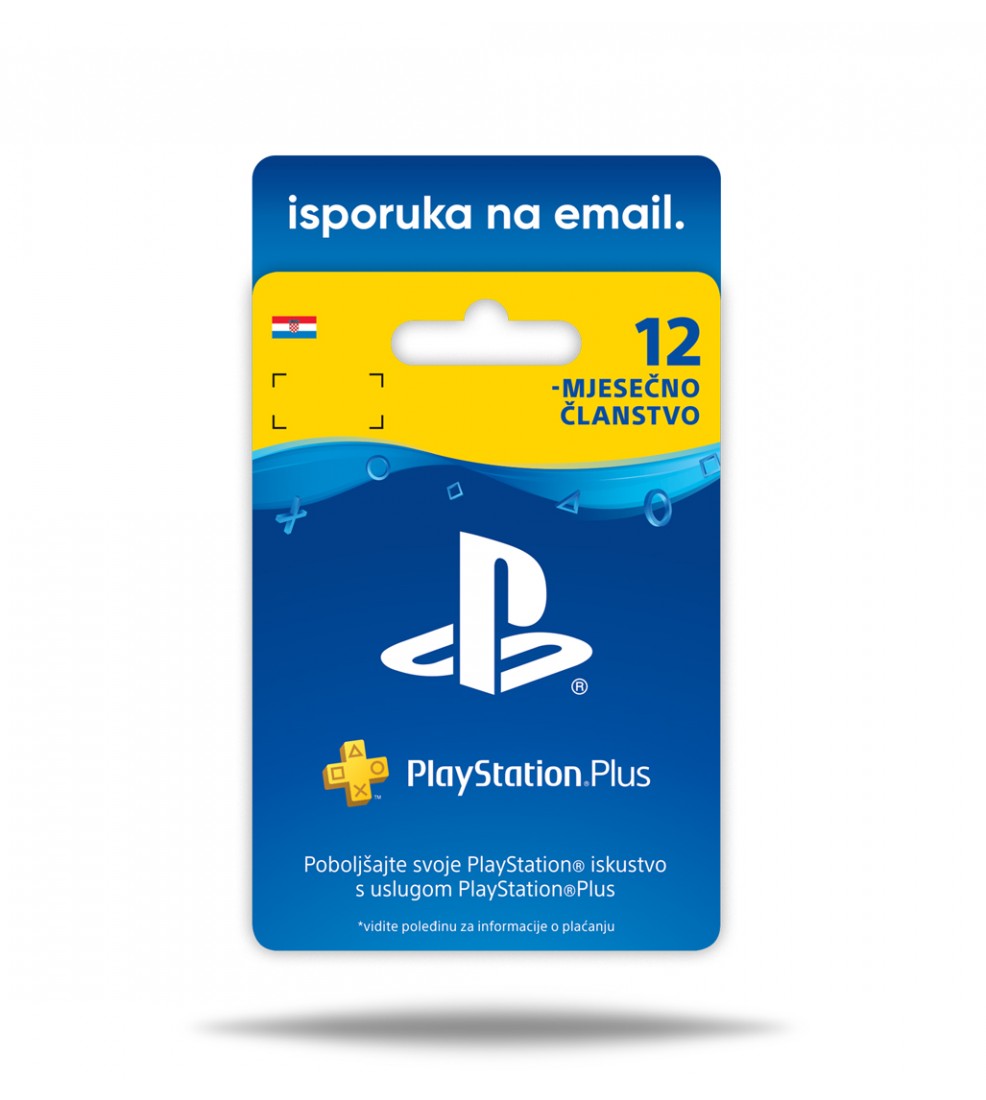 isporuka na email.
12
-MJESEČNO
ČLANSTVO
®
PlayStation®Plus
™
Poboljšajte svoje PlayStation® iskustvo
s uslugom PlayStation®Plus
*vidite poleđinu za informacije o plaćanju